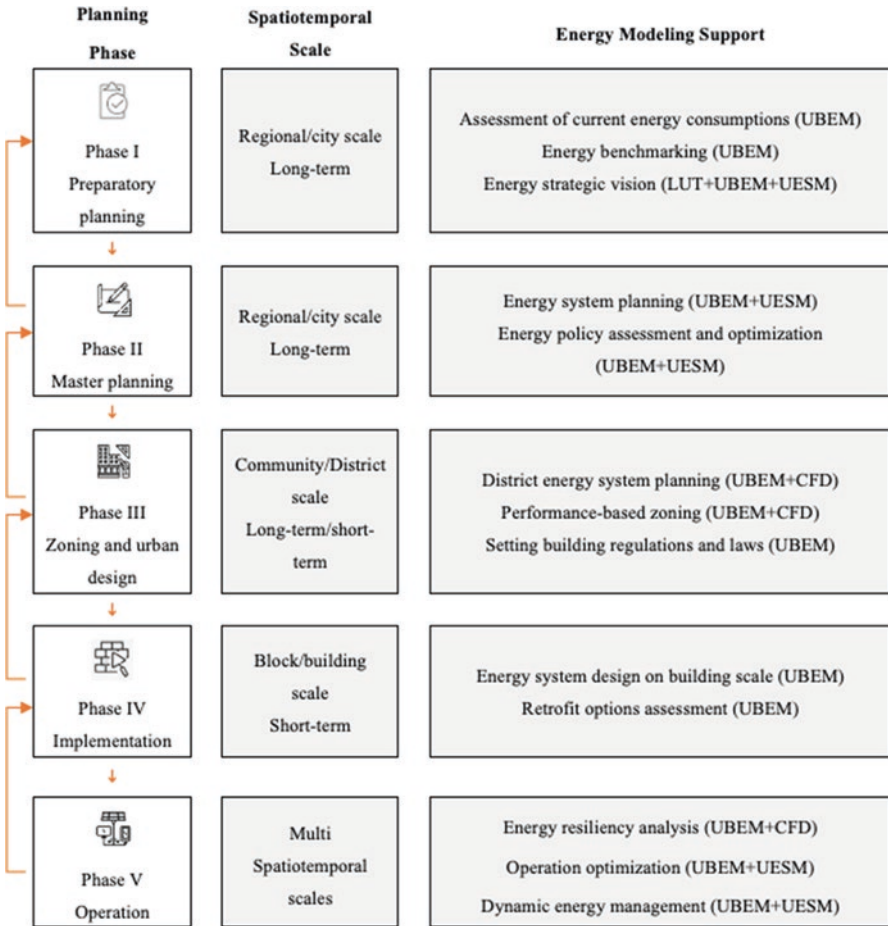 Planning
Phase
Spatiotemporal
Scale
Energy Modeling Support
Phase I
Preparatory
planning
Regional/city scale
Long-term
Assessment of current energy consumptions (UBEM)
Energy benchmarking (UBEM)
Energy strategic vision (LUT+UBEM+UESM)
Phase II
Master planning
Regional/city scale
Long-term
Energy system planning (UBEM+UESM)
Energy policy assessment and optimization
(UBEM+UESM)
Phase III
Zoning and urban
design
Community/District
scale
Long-term/short-
term
District energy system planning (UBEM+CFD)
Performance-based zoning (UBEM+CFD)
Setting building regulations and laws (UBEM)
Phase IV
Implementation
Block/building
scale
Short-term
Energy system design on building scale (UBEM)
Retrofit options assessment (UBEM)
Phase V
Operation
Multi
Spatiotemporal
scales
Energy resiliency analysis (UBEM+CFD)
Operation optimization (UBEM+UESM)
Dynamic energy management (UBEM+UESM)